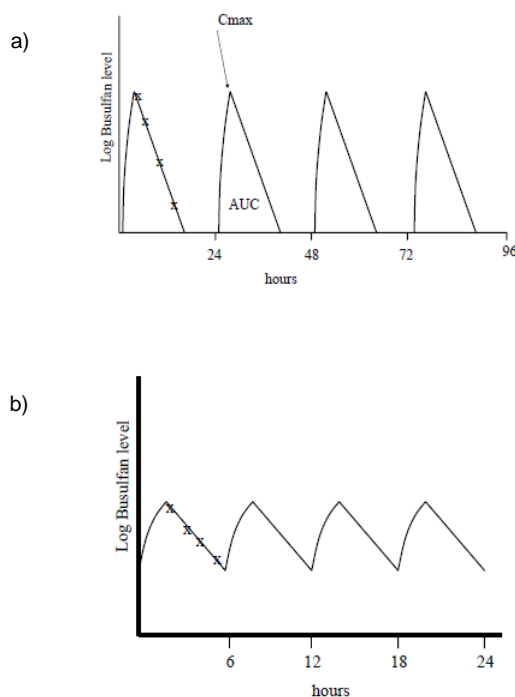 a)
Cmax
Log Busulfan level
x
x
x
x
AUC
24 48 72 96
hours
b)
Log Busulfan level
x
x
x
x
6 12 18 24
hours